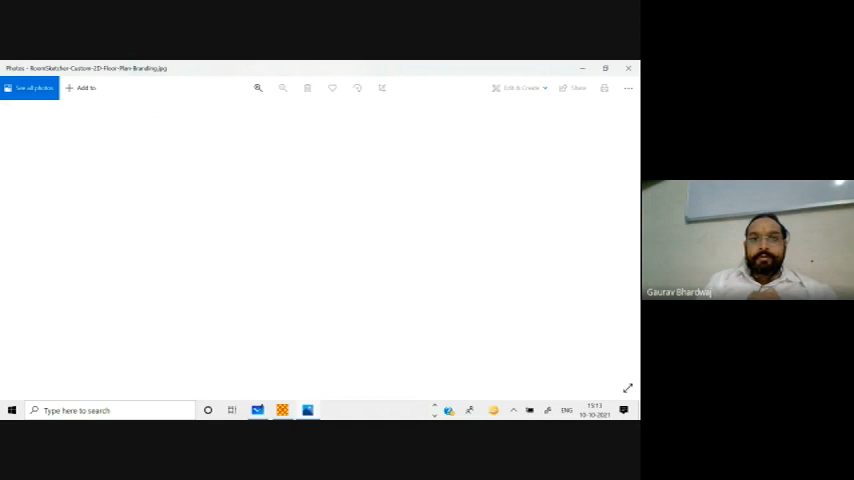 Photos - RoomSketcher-Custom-2D-Floor-Plan-Branding.jpg
See all photos
Add to
Edit & Create
Share
Gaurav Bhardwaj
Type here to search
ENG
15:13
10-10-2021